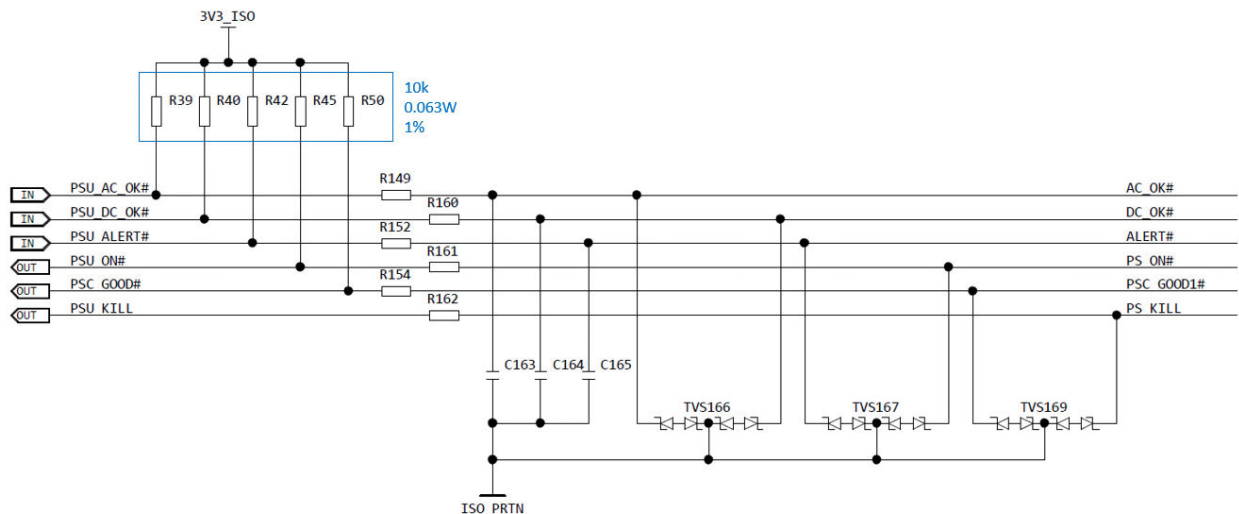 3V3_ISO
R39 R40 R42 R45 R50
10k
0.063W
1%
IN PSU_AC_OK# R149 AC_OK#
IN PSU_DC_OK# R160 DC_OK#
IN PSU_ALERT# R152 ALERT#
OUT PSU_ON# R161 PS_ON#
OUT PSC_GOOD# R154 PSC_GOOD1#
OUT PSU_KILL R162 PS_KILL
C163 C164 C165
TVS166 TVS167 TVS169
ISO_PRTN